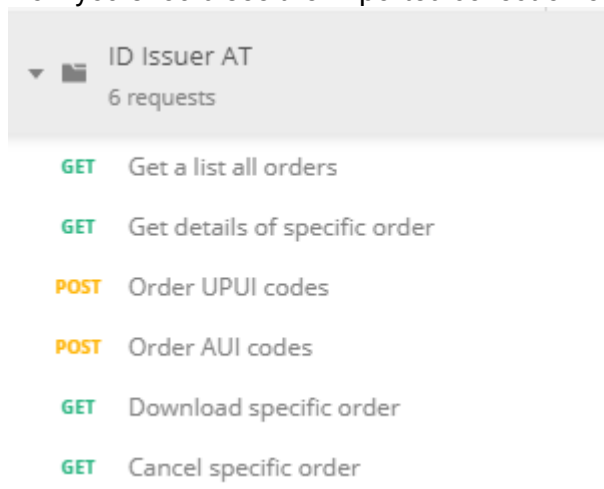 ID Issuer AT
6 requests
GET Get a list all orders
GET Get details of specific order
POST Order UPUI codes
POST Order AUI codes
GET Download specific order
GET Cancel specific order